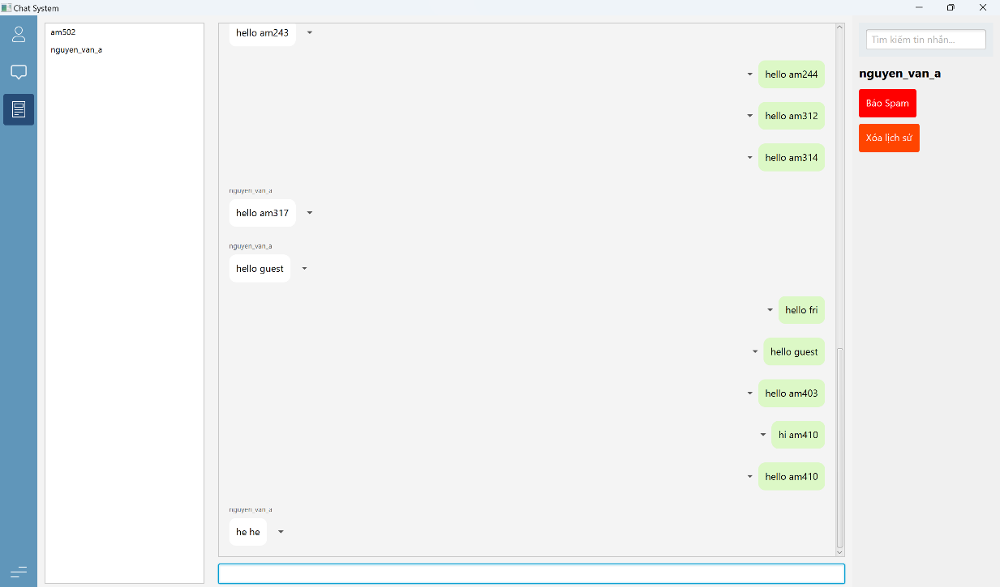 Chat System
am502
nguyen_van_a
hello am243
hello am244
hello am312
hello am314
nguyen_van_a
hello am317
nguyen_van_a
hello guest
hello fri
hello guest
hello am403
hi am410
hello am410
nguyen_van_a
he he
Tìm kiếm tin nhắn...
nguyen_van_a
Báo Spam
Xóa lịch sử